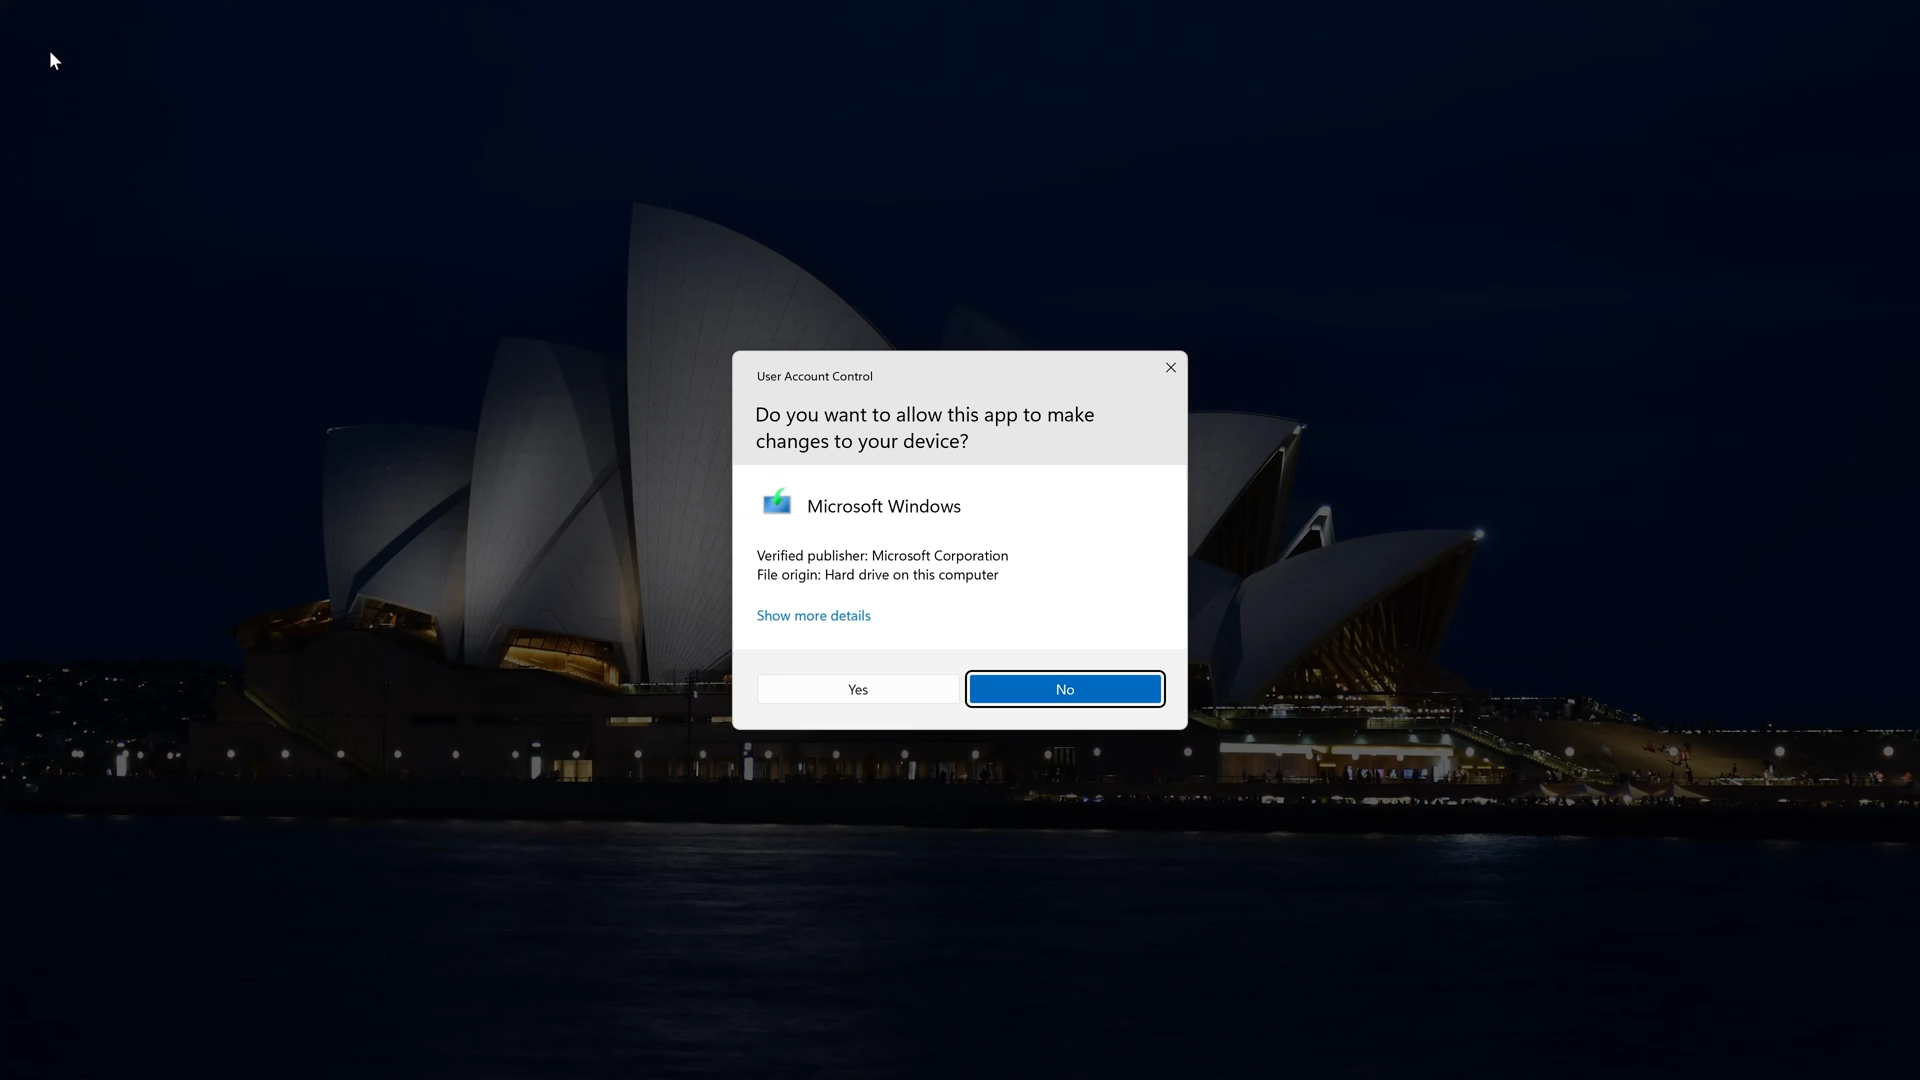 User Account Control
Do you want to allow this app to make
changes to your device?
Microsoft Windows
Verified publisher: Microsoft Corporation
File origin: Hard drive on this computer
Show more details
Yes
No